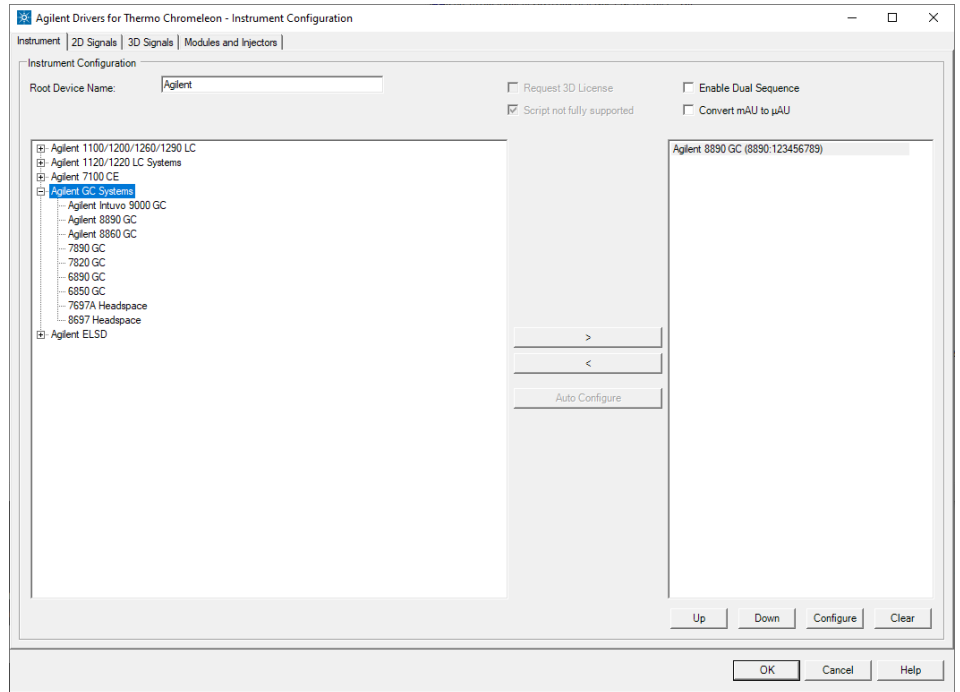 Agilent Drivers for Thermo Chromeleon - Instrument Configuration
Instrument 2D Signals 3D Signals Modules and Injectors
Instrument Configuration
Root Device Name: Agilent
Request 3D License Enable Dual Sequence
Script not fully supported Convert mAU to µAU
Agilent 1100/1200/1260/1290 LC
Agilent 1120/1220 LC Systems
Agilent 7100 CE
Agilent GC Systems
Agilent Intuvo 9000 GC
Agilent 8890 GC
Agilent 8860 GC
7890 GC
7820 GC
6890 GC
6850 GC
7697A Headspace
8697 Headspace
Agilent ELSD
>
<
Auto Configure
Agilent 8890 GC (8890:123456789)
Up Down Configure Clear
OK Cancel Help